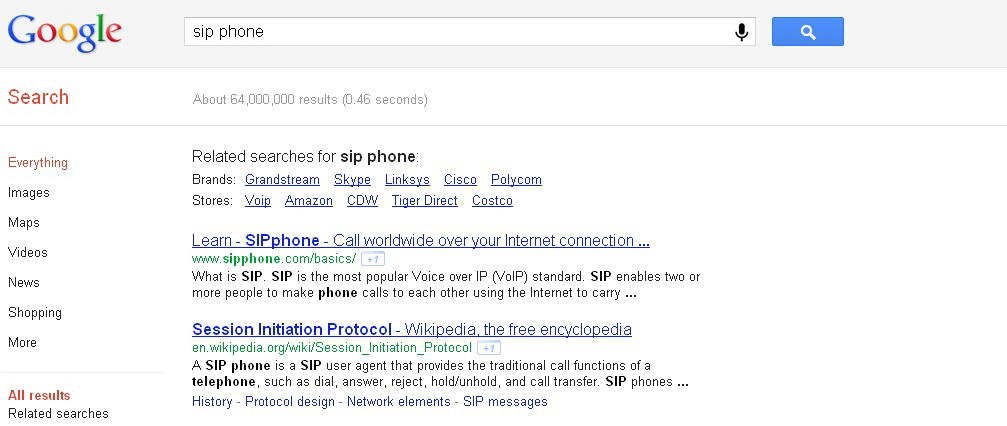 Google
sip phone
Search
About 64,000,000 results (0.46 seconds)
Everything
Images
Maps
Videos
News
Shopping
More
All results
Related searches
Related searches for sip phone:
Brands: Grandstream Skype Linksys Cisco Polycom
Stores: Voip Amazon CDW Tiger Direct Costco
Learn - SIPphone - Call worldwide over your Internet connection ...
www.sipphone.com/basics/ +1
What is SIP. SIP is the most popular Voice over IP (VoIP) standard. SIP enables two or
more people to make phone calls to each other using the Internet to carry ...
Session Initiation Protocol - Wikipedia, the free encyclopedia
en.wikipedia.org/wiki/Session_Initiation_Protocol +1
A SIP phone is a SIP user agent that provides the traditional call functions of a
telephone, such as dial, answer, reject, hold/unhold, and call transfer. SIP phones ...
History - Protocol design - Network elements - SIP messages